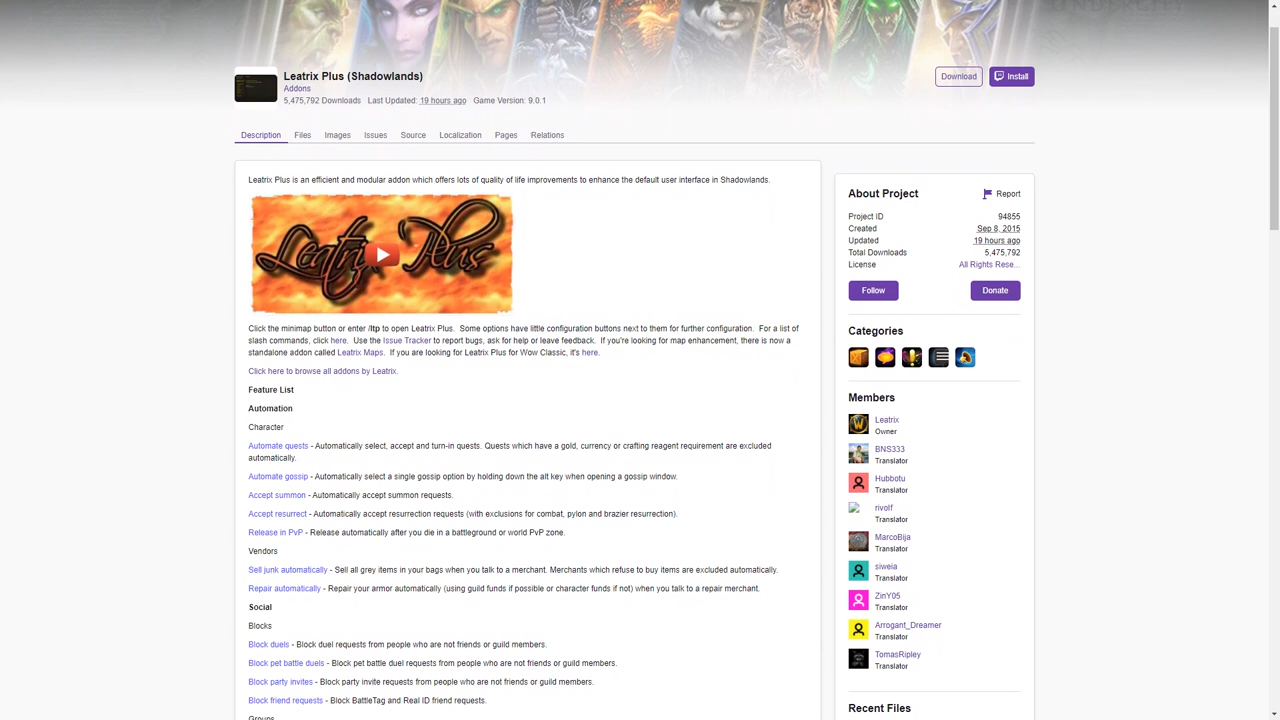 Leatrix Plus (Shadowlands)
Addons
5,475,792 Downloads Last Updated: 19 hours ago Game Version: 9.0.1
Download
Install
Description Files Images Issues Source Localization Pages Relations
Leatrix Plus is an efficient and modular addon which offers lots of quality of life improvements to enhance the default user interface in Shadowlands.
Leatrix Plus
Click the minimap button or enter /ltp to open Leatrix Plus. Some options have little configuration buttons next to them for further configuration. For a list of
slash commands, click here. Use the Issue Tracker to report bugs, ask for help or leave feedback. If you're looking for map enhancement, there is now a
standalone addon called Leatrix Maps. If you are looking for Leatrix Plus for Wow Classic, it's here.
Click here to browse all addons by Leatrix.
Feature List
Automation
Character
Automate quests - Automatically select, accept and turn-in quests. Quests which have a gold, currency or crafting reagent requirement are excluded
automatically.
Automate gossip - Automatically select a single gossip option by holding down the alt key when opening a gossip window.
Accept summon - Automatically accept summon requests.
Accept resurrect - Automatically accept resurrection requests (with exclusions for combat, pylon and brazier resurrection).
Release in PvP - Release automatically after you die in a battleground or world PvP zone.
Vendors
Sell junk automatically - Sell all grey items in your bags when you talk to a merchant. Merchants which refuse to buy items are excluded automatically.
Repair automatically - Repair your armor automatically (using guild funds if possible or character funds if not) when you talk to a repair merchant.
Social
Blocks
Block duels - Block duel requests from people who are not friends or guild members.
Block pet battle duels - Block pet battle duel requests from people who are not friends or guild members.
Block party invites - Block party invite requests from people who are not friends or guild members.
Block friend requests - Block BattleTag and Real ID friend requests.
Groups
About Project
Report
Project ID 94855
Created Sep 8, 2015
Updated 19 hours ago
Total Downloads 5,475,792
License All Rights Rese...
Follow
Donate
Categories
Members
Leatrix
Owner
BNS333
Translator
Hubbotu
Translator
rivolf
Translator
MarcoBija
Translator
siweia
Translator
ZinY05
Translator
Arrogant_Dreamer
Translator
TomasRipley
Translator
Recent Files